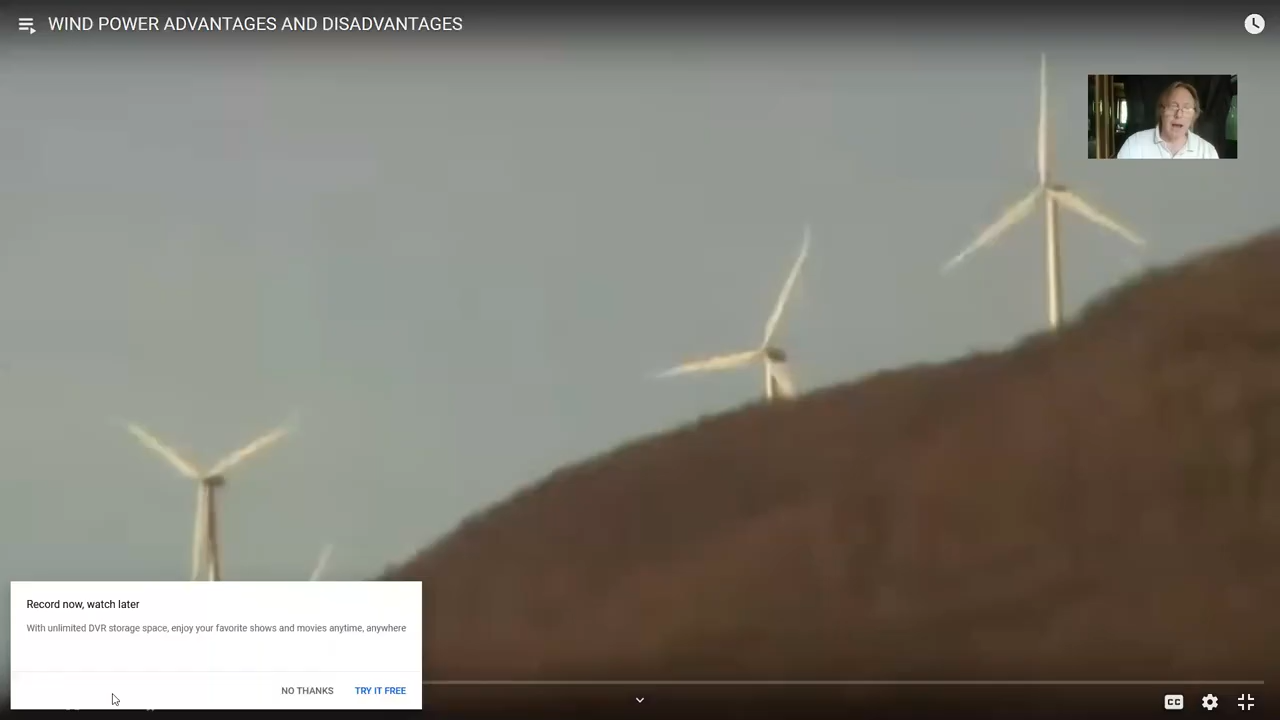 WIND POWER ADVANTAGES AND DISADVANTAGES
Record now, watch later
With unlimited DVR storage space, enjoy your favorite shows and movies anytime, anywhere
NO THANKS
TRY IT FREE
CC